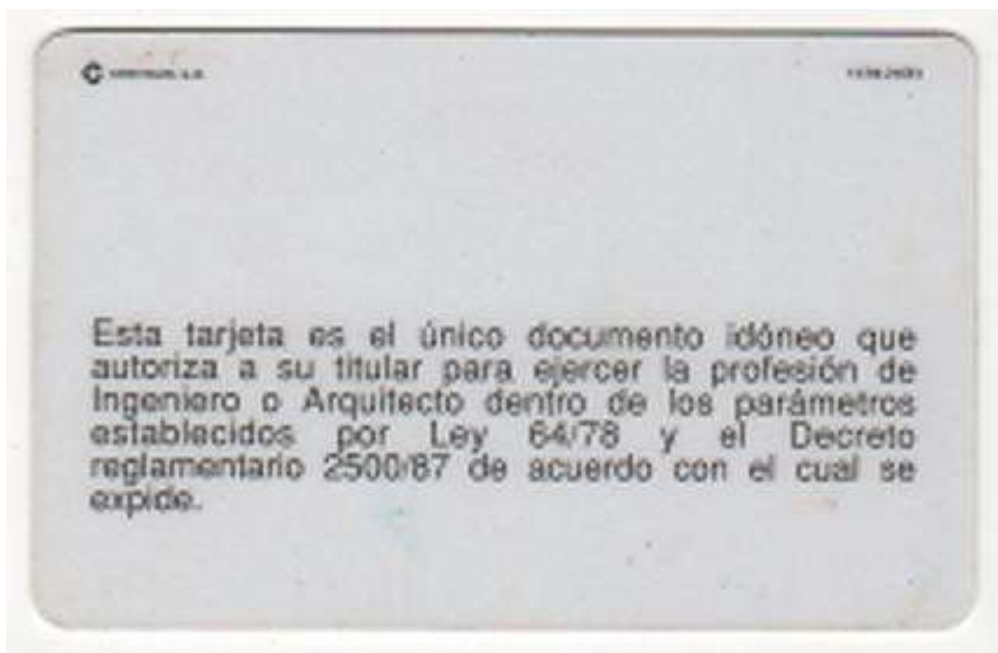 Esta tarjeta es el único documento idóneo que
autoriza a su titular para ejercer la profesión de
Ingeniero o Arquitecto dentro de los parámetros
establecidos por Ley 64/78 y el Decreto
reglamentario 2500/87 de acuerdo con el cual se
expide.